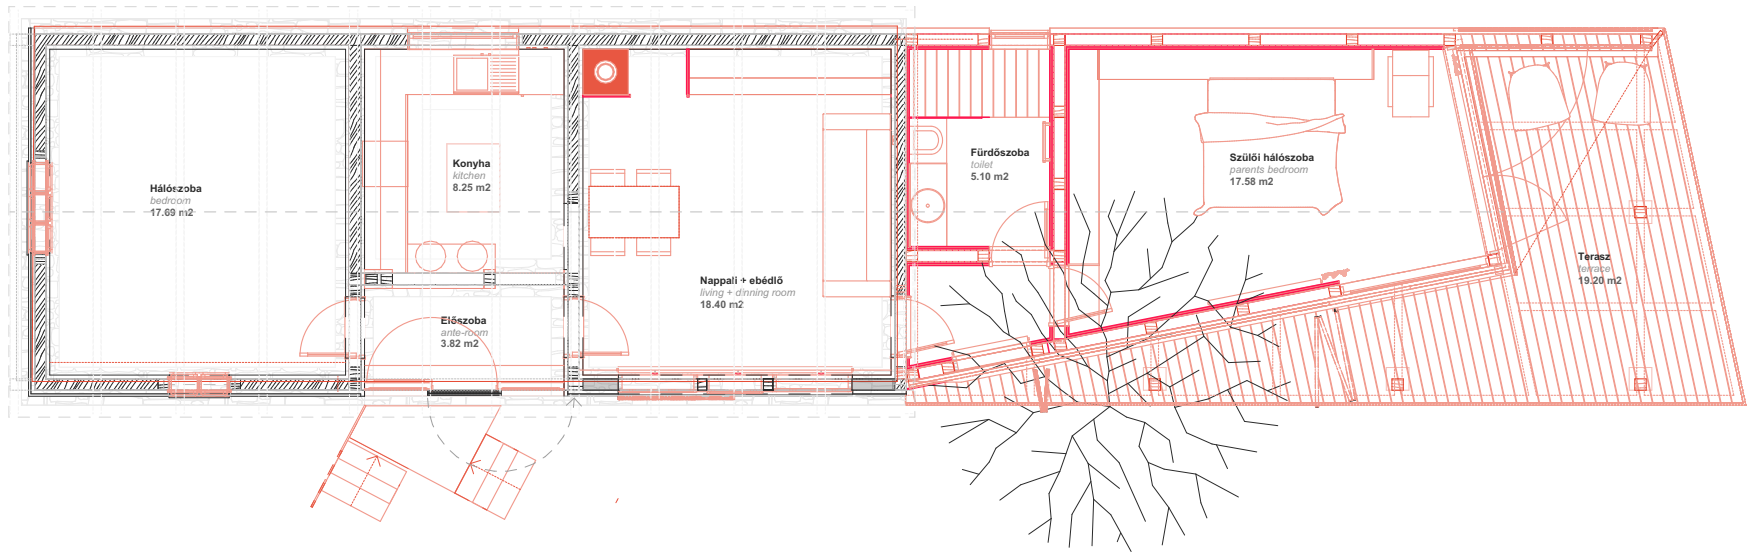 Hálószoba
bedroom
17.69 m2
Konyha
kitchen
8.25 m2
Előszoba
ante-room
3.82 m2
Nappali + ebédlő
living + dinning room
18.40 m2
Fürdőszoba
toilet
5.10 m2
Szülői hálószoba
parents bedroom
17.58 m2
Terasz
terrace
19.20 m2